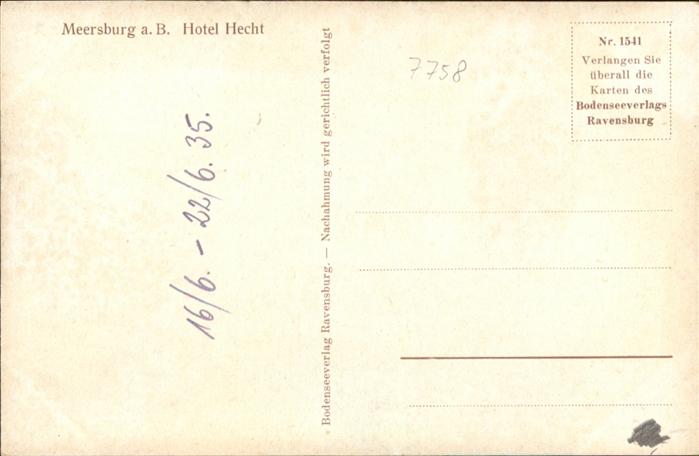 Meersburg a. B. Hotel Hecht
16/6. - 22/6. 35.
Bodenseeverlag Ravensburg. — Nachahmung wird gerichtlich verfolgt
7758
Nr. 1541
Verlangen Sie
überall die
Karten des
Bodenseeverlags
Ravensburg